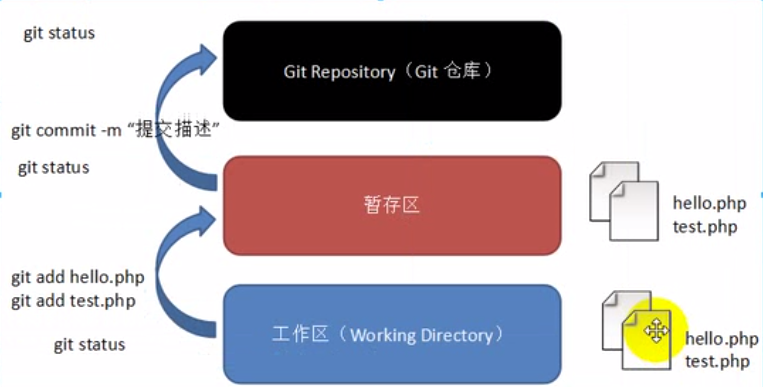 git status
Git Repository（Git 仓库）
git commit -m “提交描述”
git status
暂存区
hello.php
test.php
git add hello.php
git add test.php
工作区（Working Directory）
git status
hello.php
test.php